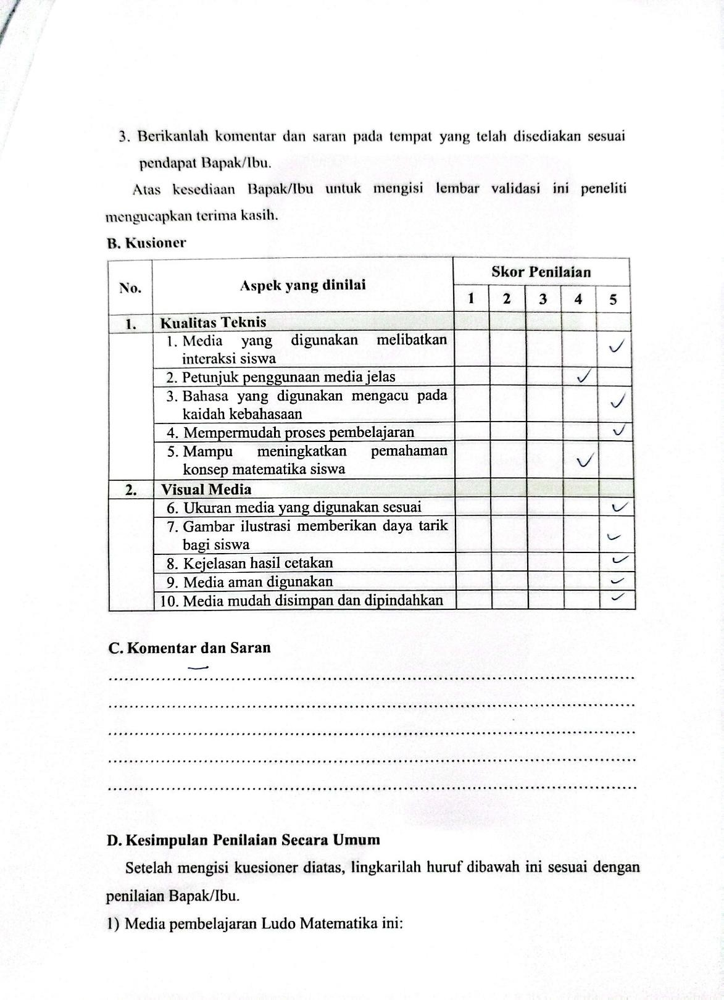 3. Berikanlah komentar dan saran pada tempat yang telah disediakan sesuai
pendapat Bapak/Ibu.
Atas kesediaan Bapak/Ibu untuk mengisi lembar validasi ini peneliti
mengucapkan terima kasih.
B. Kusioner
No. Aspek yang dinilai Skor Penilaian
1 2 3 4 5
1. Kualitas Teknis
1. Media yang digunakan melibatkan
interaksi siswa ✓
2. Petunjuk penggunaan media jelas ✓
3. Bahasa yang digunakan mengacu pada
kaidah kebahasaan ✓
4. Mempermudah proses pembelajaran ✓
5. Mampu meningkatkan pemahaman
konsep matematika siswa ✓
2. Visual Media
6. Ukuran media yang digunakan sesuai ✓
7. Gambar ilustrasi memberikan daya tarik
bagi siswa ✓
8. Kejelasan hasil cetakan ✓
9. Media aman digunakan ✓
10. Media mudah disimpan dan dipindahkan ✓
C. Komentar dan Saran
—
D. Kesimpulan Penilaian Secara Umum
Setelah mengisi kuesioner diatas, lingkarilah huruf dibawah ini sesuai dengan
penilaian Bapak/Ibu.
1) Media pembelajaran Ludo Matematika ini: